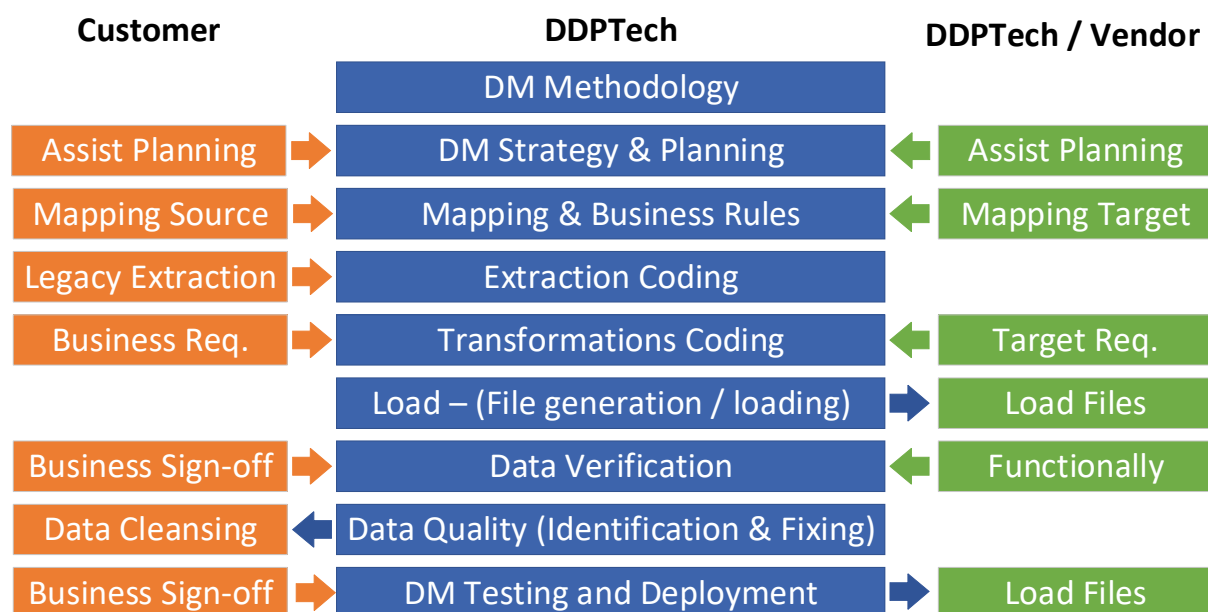 Customer DDPTech DDPTech / Vendor
DM Methodology
Assist Planning DM Strategy & Planning Assist Planning
Mapping Source Mapping & Business Rules Mapping Target
Legacy Extraction Extraction Coding
Business Req. Transformations Coding Target Req.
Load – (File generation / loading) Load Files
Business Sign-off Data Verification Functionally
Data Cleansing Data Quality (Identification & Fixing)
Business Sign-off DM Testing and Deployment Load Files